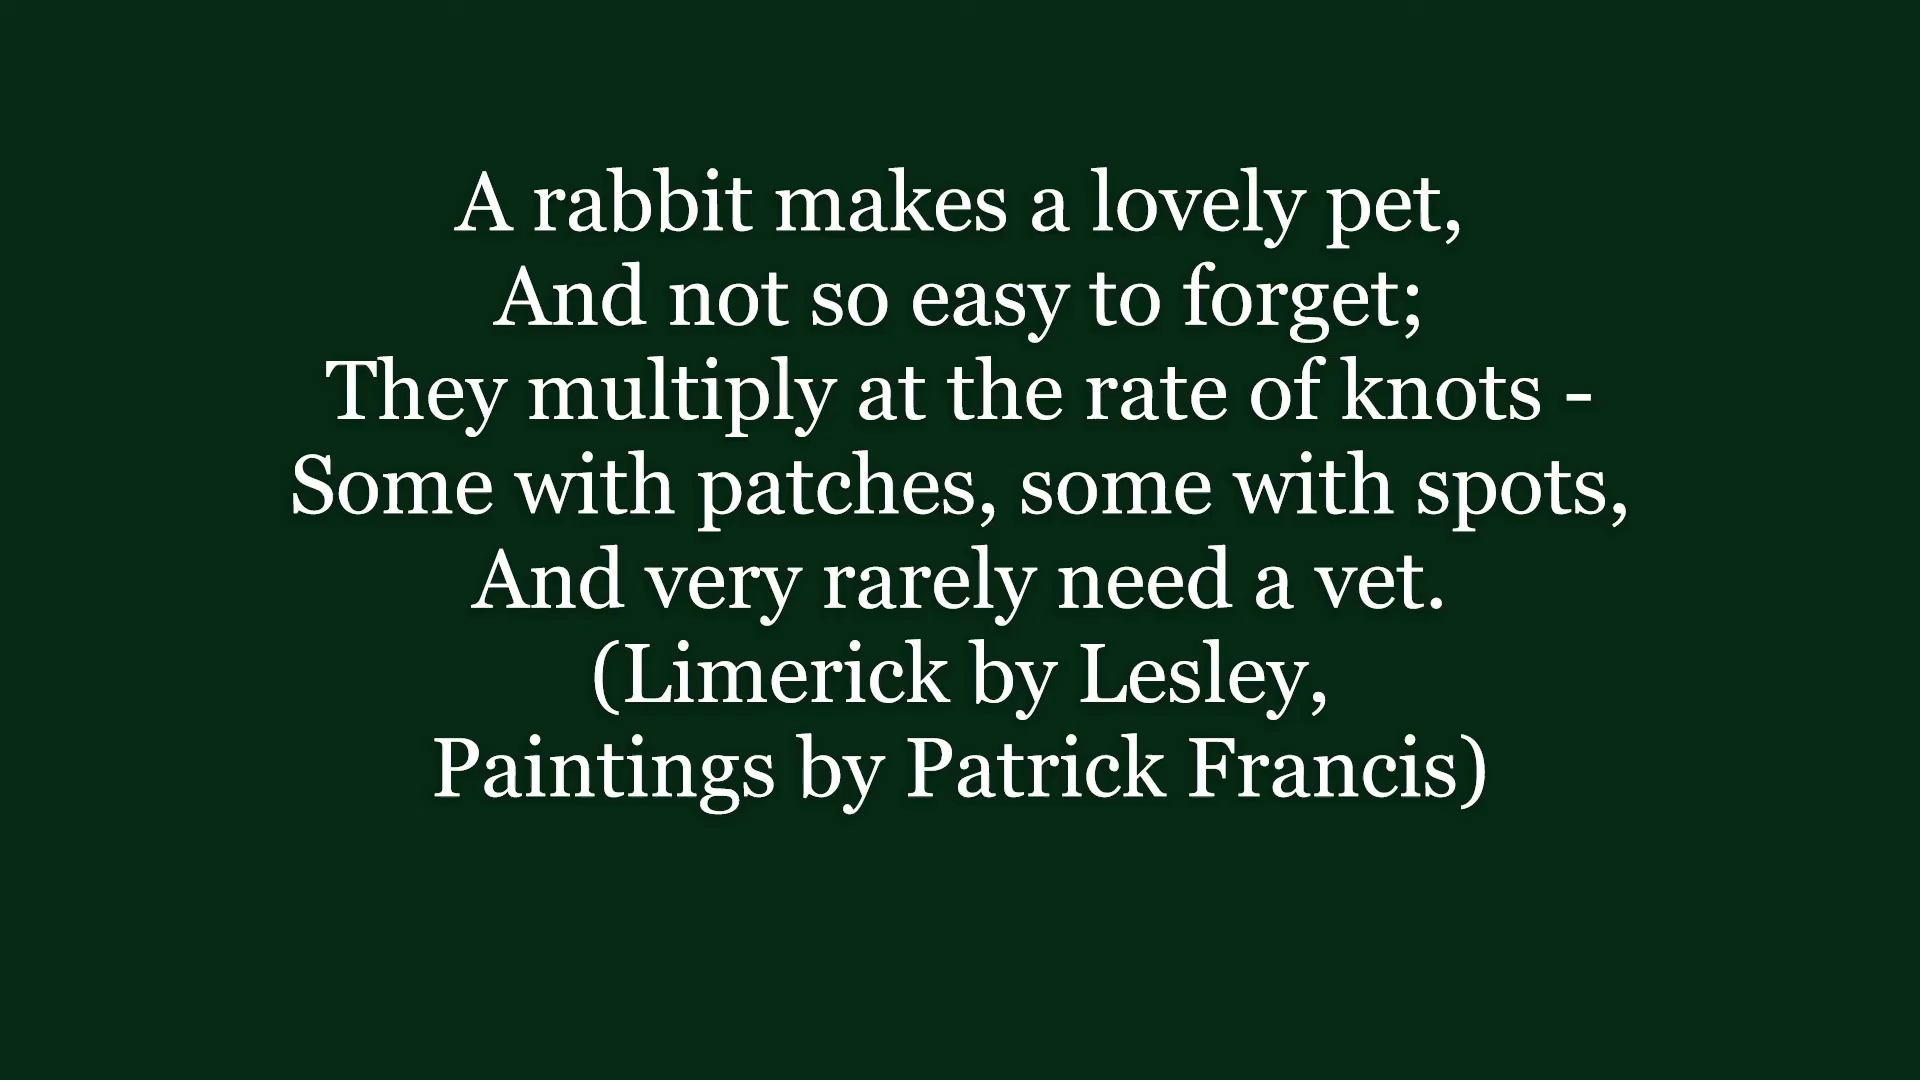 A rabbit makes a lovely pet,
And not so easy to forget;
They multiply at the rate of knots -
Some with patches, some with spots,
And very rarely need a vet.
(Limerick by Lesley,
Paintings by Patrick Francis)